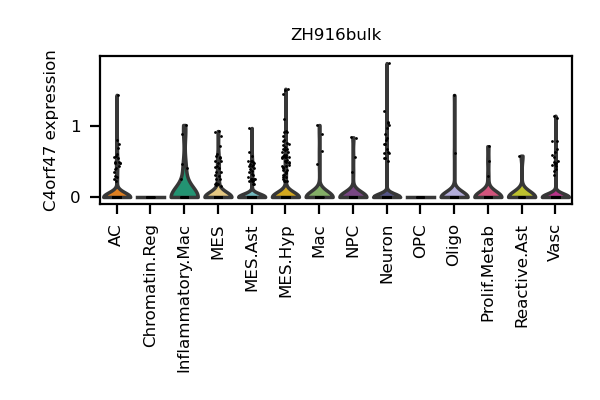 ZH916bulk
C4orf47 expression
1
0
AC
Chromatin.Reg
Inflammatory.Mac
MES
MES.Ast
MES.Hyp
Mac
NPC
Neuron
OPC
Oligo
Prolif.Metab
Reactive.Ast
Vasc